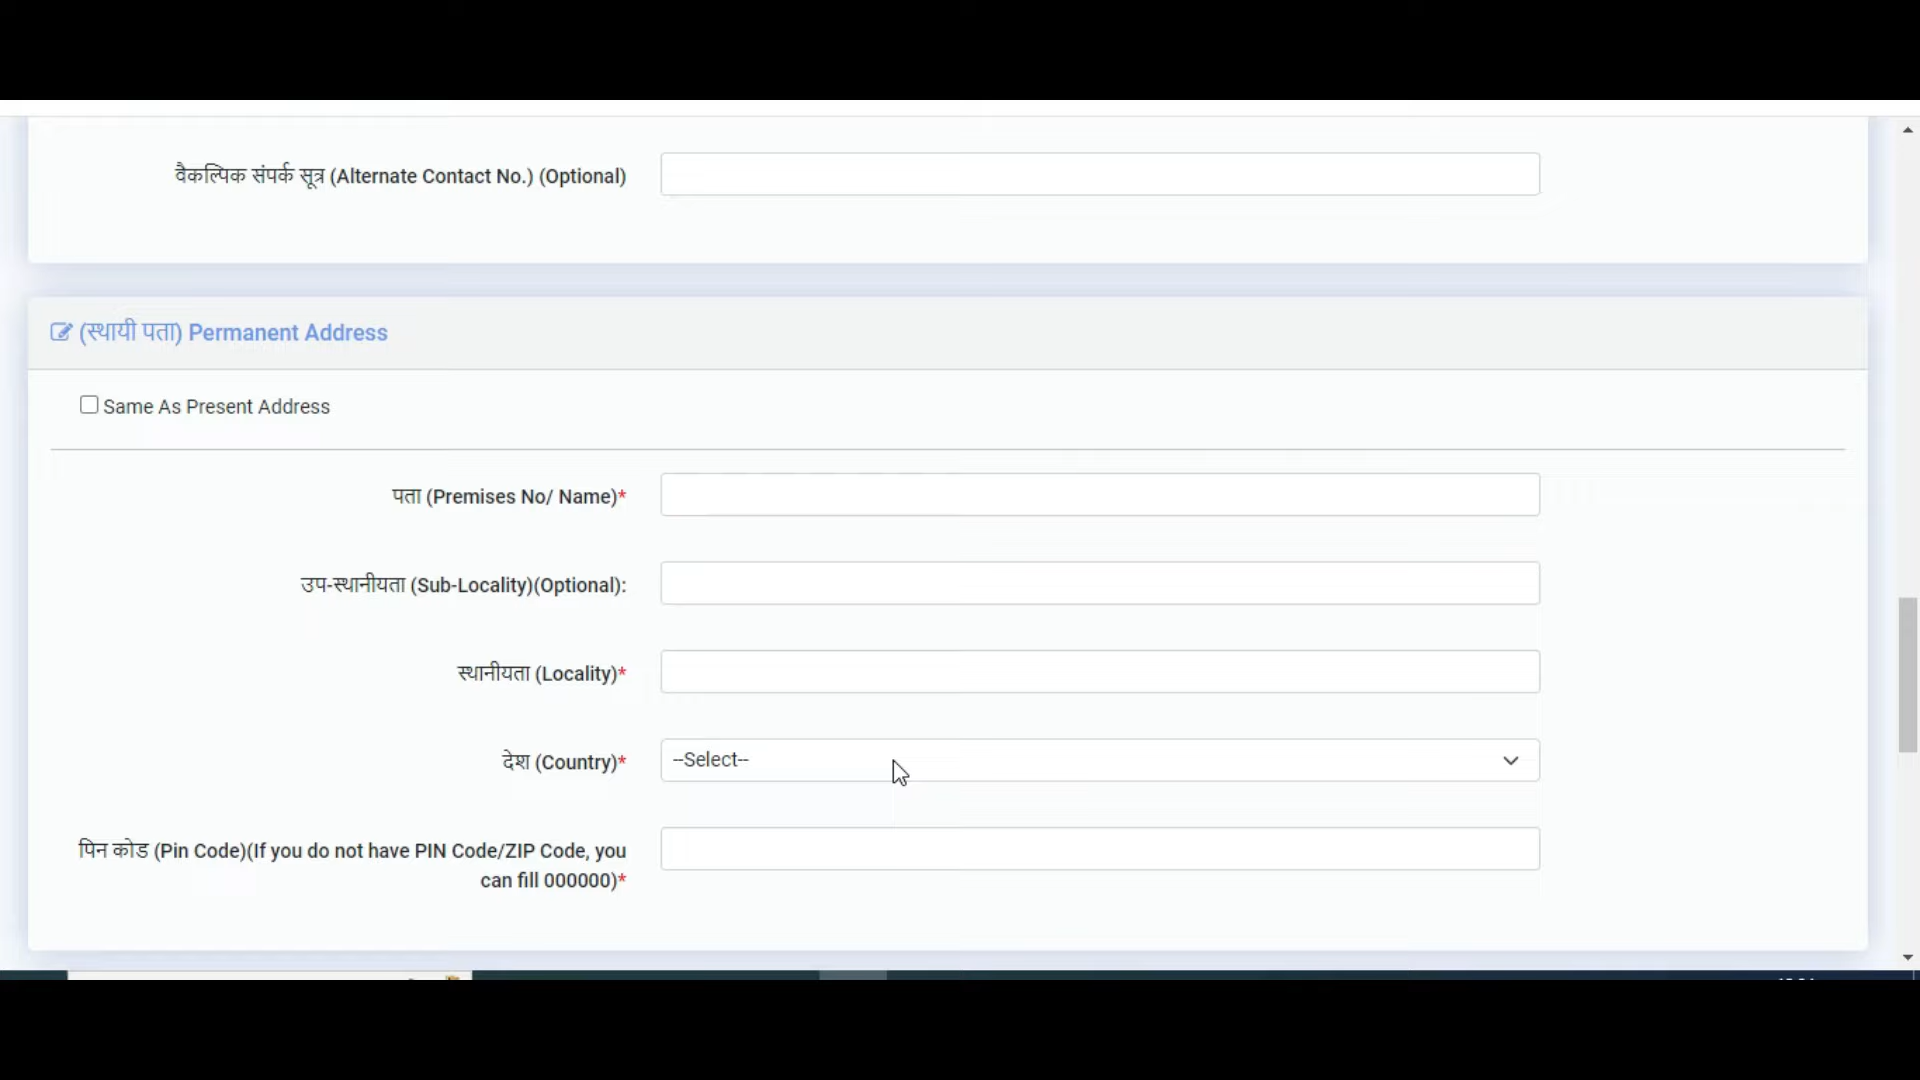 वैकल्पिक संपर्क सूत्र (Alternate Contact No.) (Optional)
(स्थायी पता) Permanent Address
Same As Present Address
पता (Premises No/ Name)*
उप-स्थानीयता (Sub-Locality)(Optional):
स्थानीयता (Locality)*
देश (Country)*
--Select--
पिन कोड (Pin Code)(If you do not have PIN Code/ZIP Code, you
can fill 000000)*